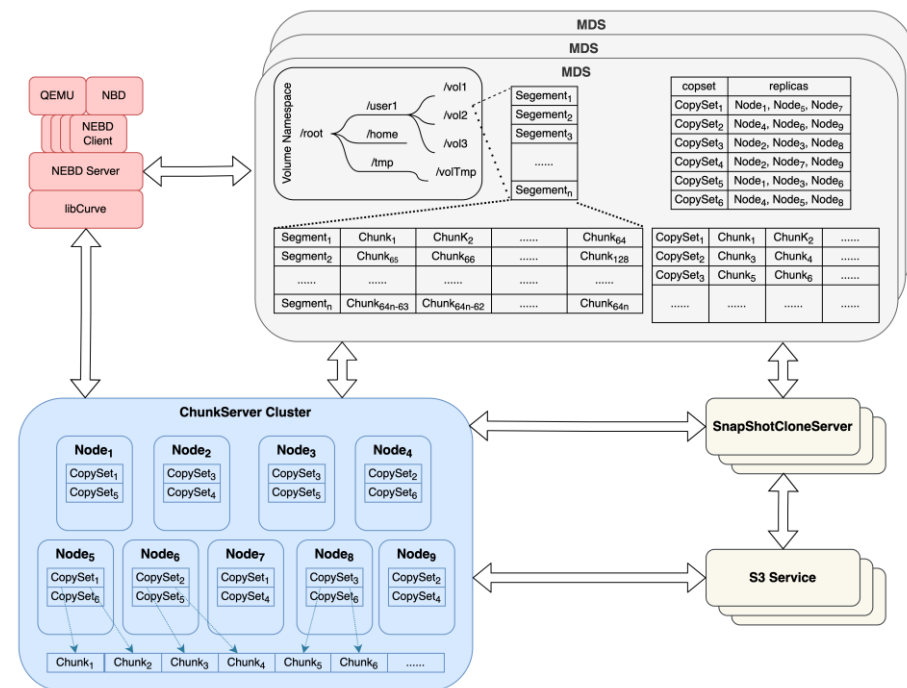 MDS
MDS
MDS
QEMU NBD
NEBD
Client
NEBD Server
libCurve
Volume Namespace
/root
/user1
/home
/tmp
/vol1
/vol2
/vol3
/volTmp
Segement1
Segement2
Segement3
......
Segementn
copset replicas
CopySet1 Node1, Node5, Node7
CopySet2 Node4, Node6, Node9
CopySet3 Node2, Node3, Node8
CopySet4 Node2, Node7, Node9
CopySet5 Node1, Node3, Node6
CopySet6 Node4, Node5, Node8
Segment1 Chunk1 ChunK2 ...... Chunk64
Segment2 Chunk65 Chunk66 ...... Chunk128
...... ...... ...... ......
Segmentn Chunk64n-63 Chunk64n-62 ...... Chunk64n
CopySet1 Chunk1 ChunK2 ......
CopySet2 Chunk3 Chunk4 ......
CopySet3 Chunk5 Chunk6 ......
...... ...... ...... ......
ChunkServer Cluster
Node1
CopySet1
CopySet5
Node2
CopySet3
CopySet4
Node3
CopySet3
CopySet5
Node4
CopySet2
CopySet6
Node5
CopySet1
CopySet6
Node6
CopySet2
CopySet5
Node7
CopySet1
CopySet4
Node8
CopySet3
CopySet6
Node9
CopySet2
CopySet4
Chunk1 Chunk2 Chunk3 Chunk4 Chunk5 Chunk6 ......
SnapShotCloneServer
S3 Service